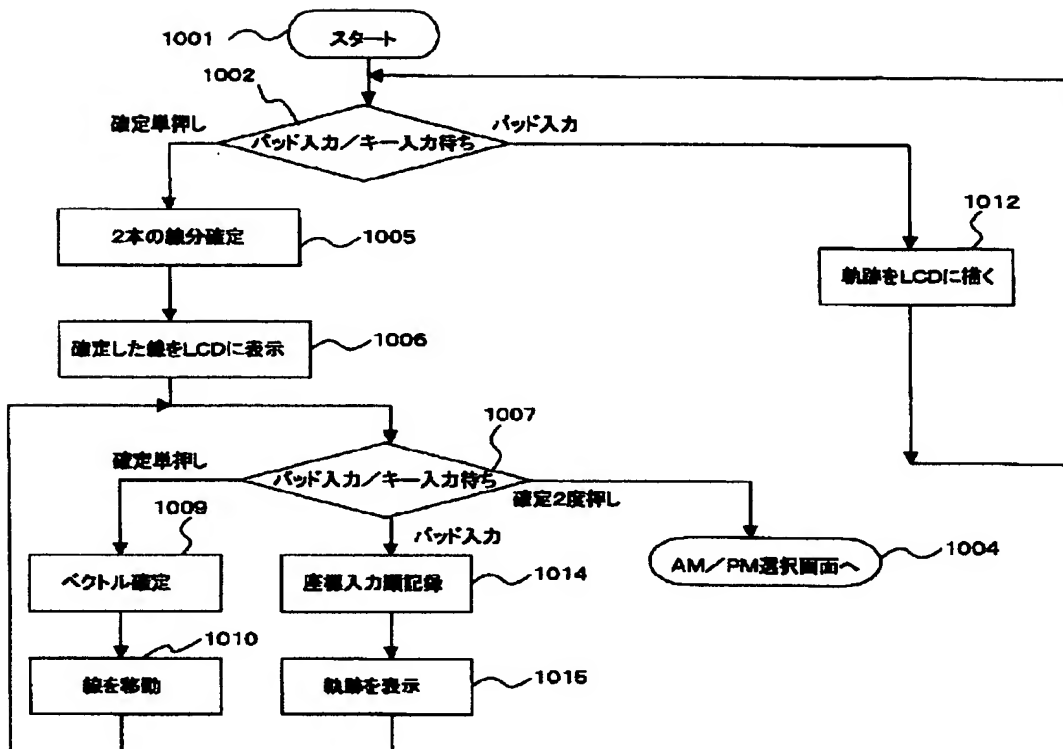 1001
スタート
1002
確定単押し
パッド入力/キー入力待ち
パッド入力
2本の線分確定
1005
1012
軌跡をLCDに描く
確定した線をLCDに表示
1006
1007
確定単押し
パッド入力/キー入力待ち
確定2度押し
1009
パッド入力
ベクトル確定
座標入力順記録
1014
AM/PM選択画面へ
1004
1010
線を移動
軌跡を表示
1015